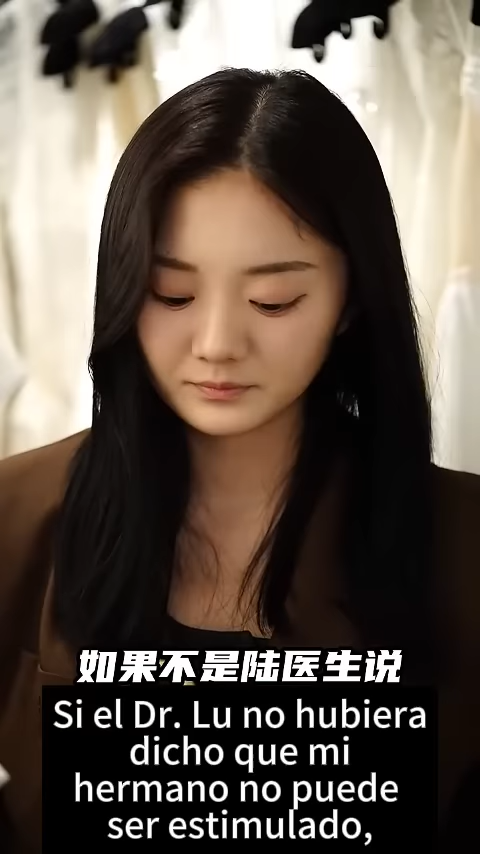 如果不是陆医生说
Si el Dr. Lu no hubiera
dicho que mi
hermano no puede
ser estimulado,